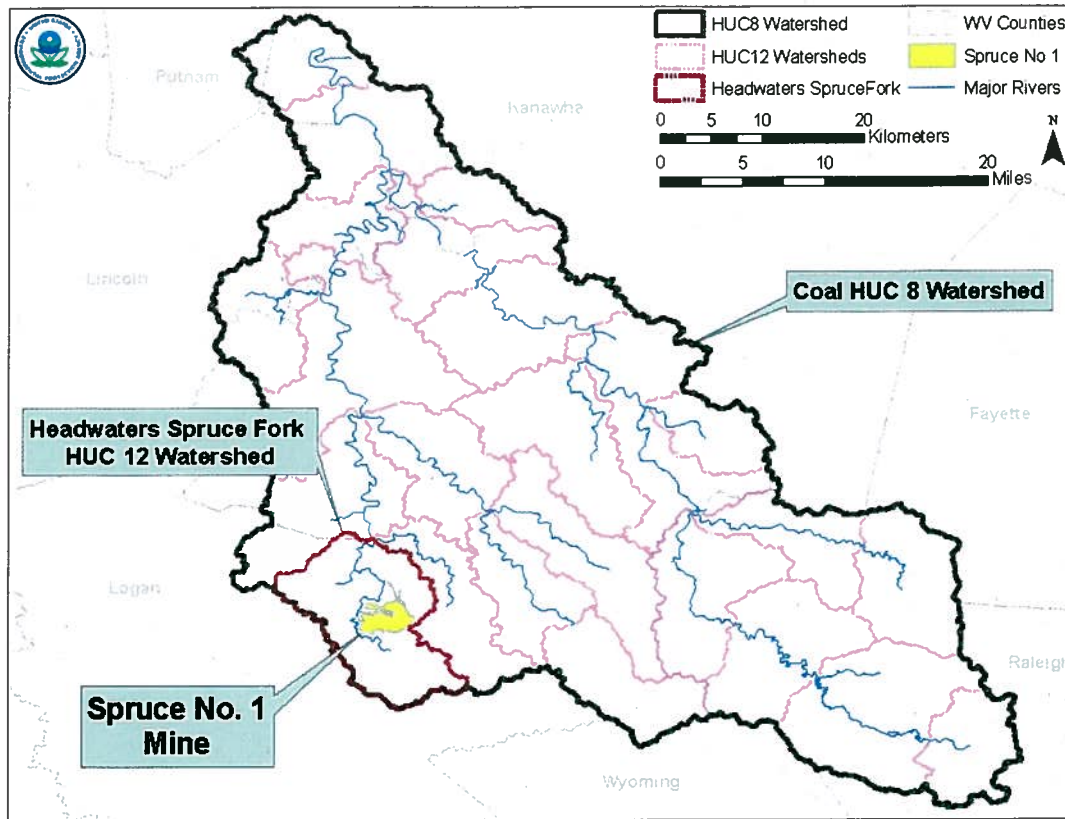 HUC8 Watershed
WV Counties
HUC12 Watersheds
Spruce No 1
Headwaters SpruceFork
Major Rivers
0 5 10 20
Kilometers
0 5 10 20
Miles
N
Putnam
Kanawha
Lincoln
Coal HUC 8 Watershed
Fayette
Headwaters Spruce Fork
HUC 12 Watershed
Logan
Raleigh
Spruce No. 1
Mine
Wyoming